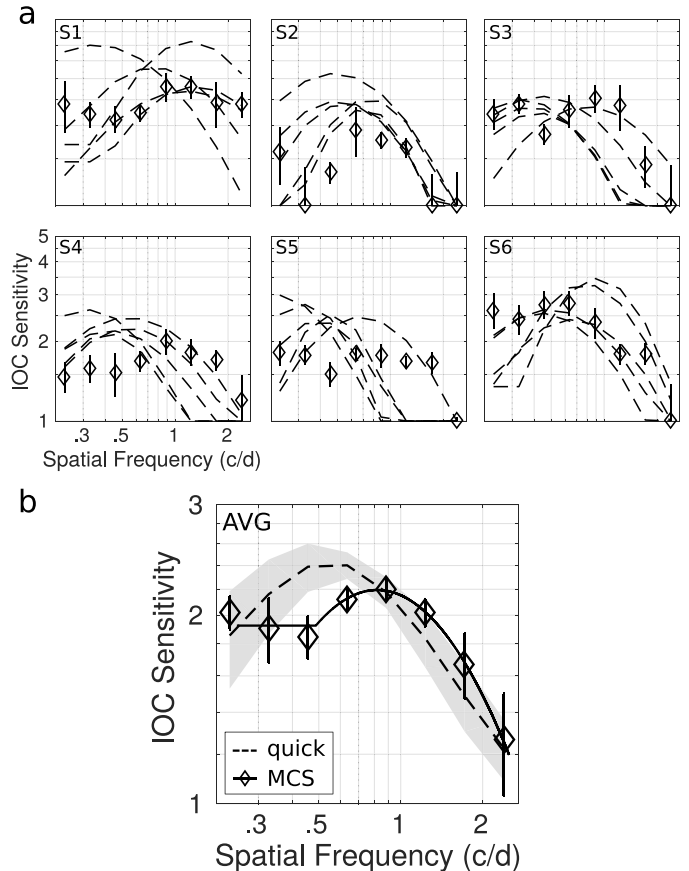 a
S1
S2
S3
S4
S5
S6
5
4
3
2
1
IOC Sensitivity
.3 .5 1 2
Spatial Frequency (c/d)
b
AVG
3
2
1
IOC Sensitivity
quick
MCS
.3 .5 1 2
Spatial Frequency (c/d)